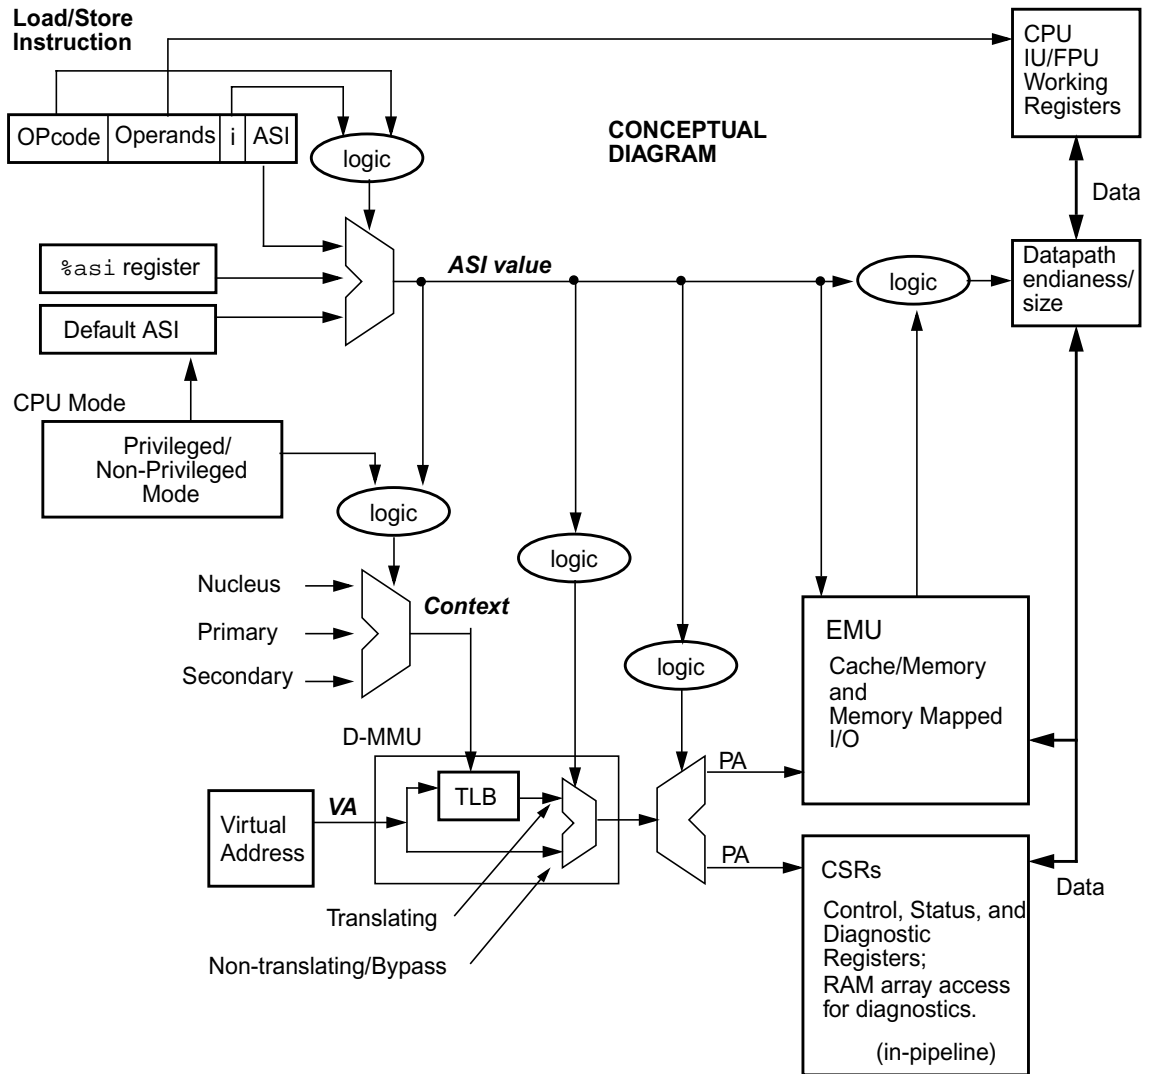 Load/Store
Instruction
CPU
IU/FPU
Working
Registers
OPcode
Operands
i
ASI
logic
CONCEPTUAL
DIAGRAM
Data
%asi register
ASI value
logic
Datapath
endianess/
size
Default ASI
CPU Mode
Privileged/
Non-Privileged
Mode
logic
logic
Nucleus
Primary
Secondary
Context
logic
EMU
Cache/Memory
and
Memory Mapped
I/O
D-MMU
TLB
PA
Virtual
Address
VA
PA
CSRs
Control, Status, and
Diagnostic
Registers;
RAM array access
for diagnostics.
(in-pipeline)
Data
Translating
Non-translating/Bypass